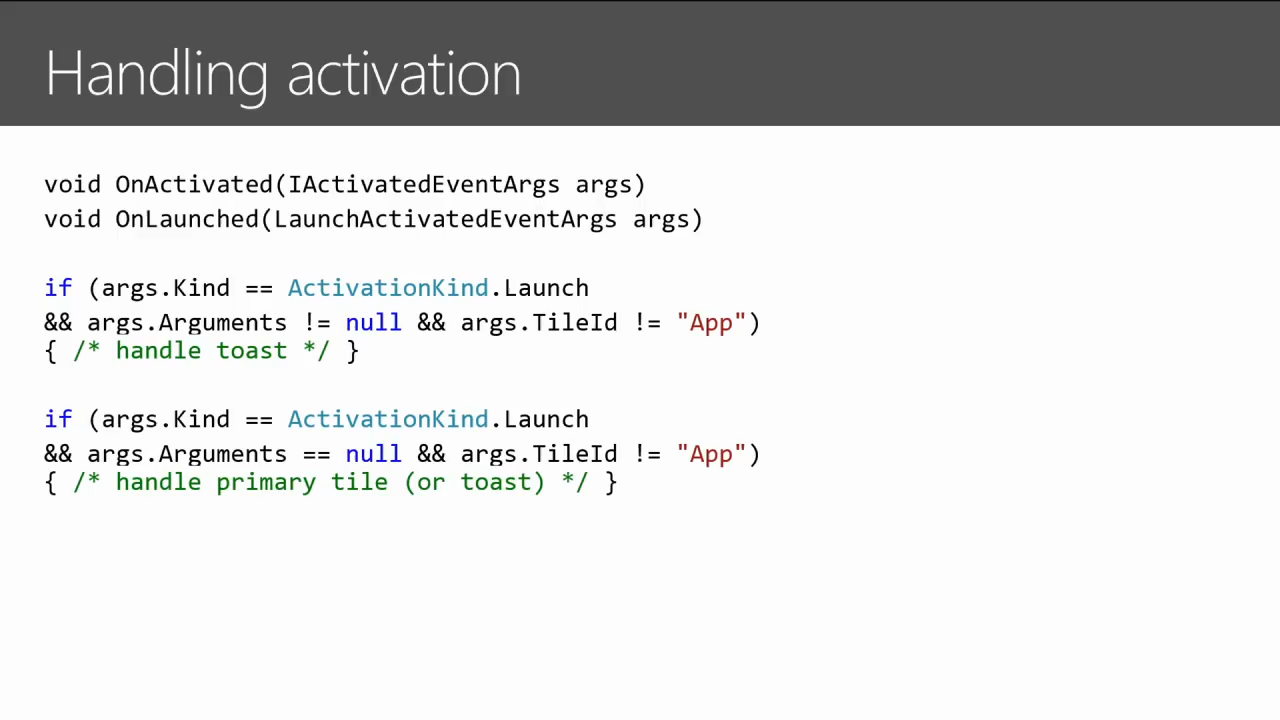 Handling activation
void OnActivated(IActivatedEventArgs args)
void OnLaunched(LaunchActivatedEventArgs args)
if (args.Kind == ActivationKind.Launch
&& args.Arguments != null && args.TileId != "App")
{ /* handle toast */ }
if (args.Kind == ActivationKind.Launch
&& args.Arguments == null && args.TileId != "App")
{ /* handle primary tile (or toast) */ }